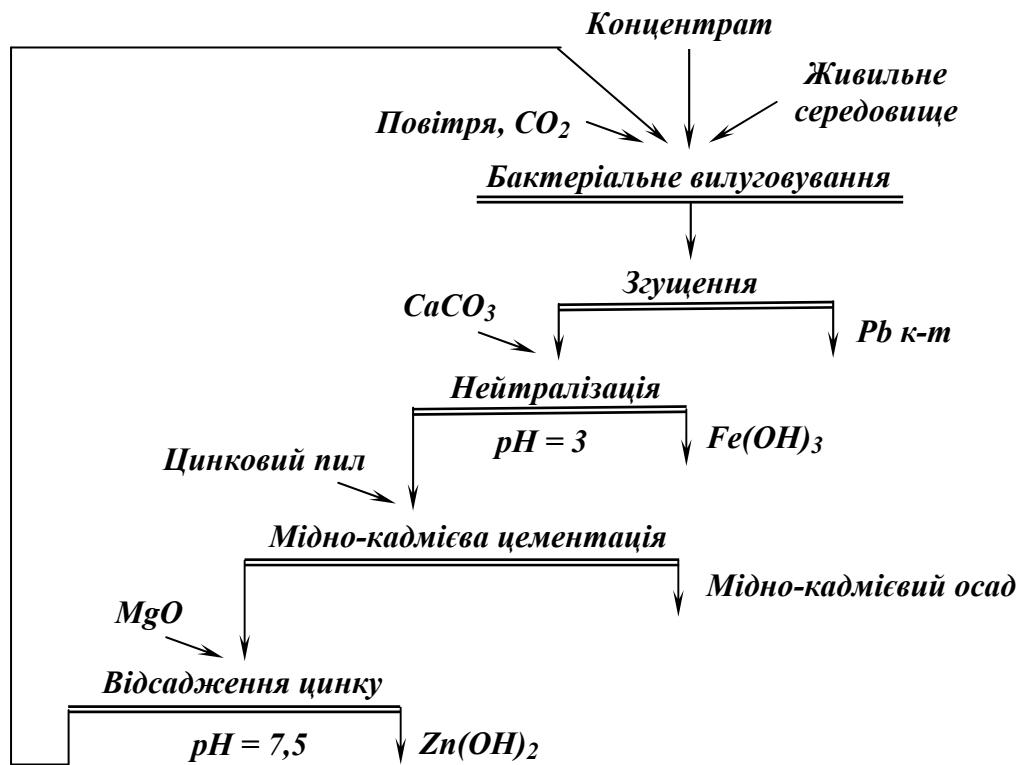 Концентрат
Живильне
середовище
Повітря, CO₂
Бактеріальне вилуговування
Згущення
CaCO₃
Pb к-т
Нейтралізація
pH = 3
Fe(OH)₃
Цинковий пил
Мідно-кадмієва цементація
Мідно-кадмієвий осад
MgO
Відсадження цинку
pH = 7,5
Zn(OH)₂